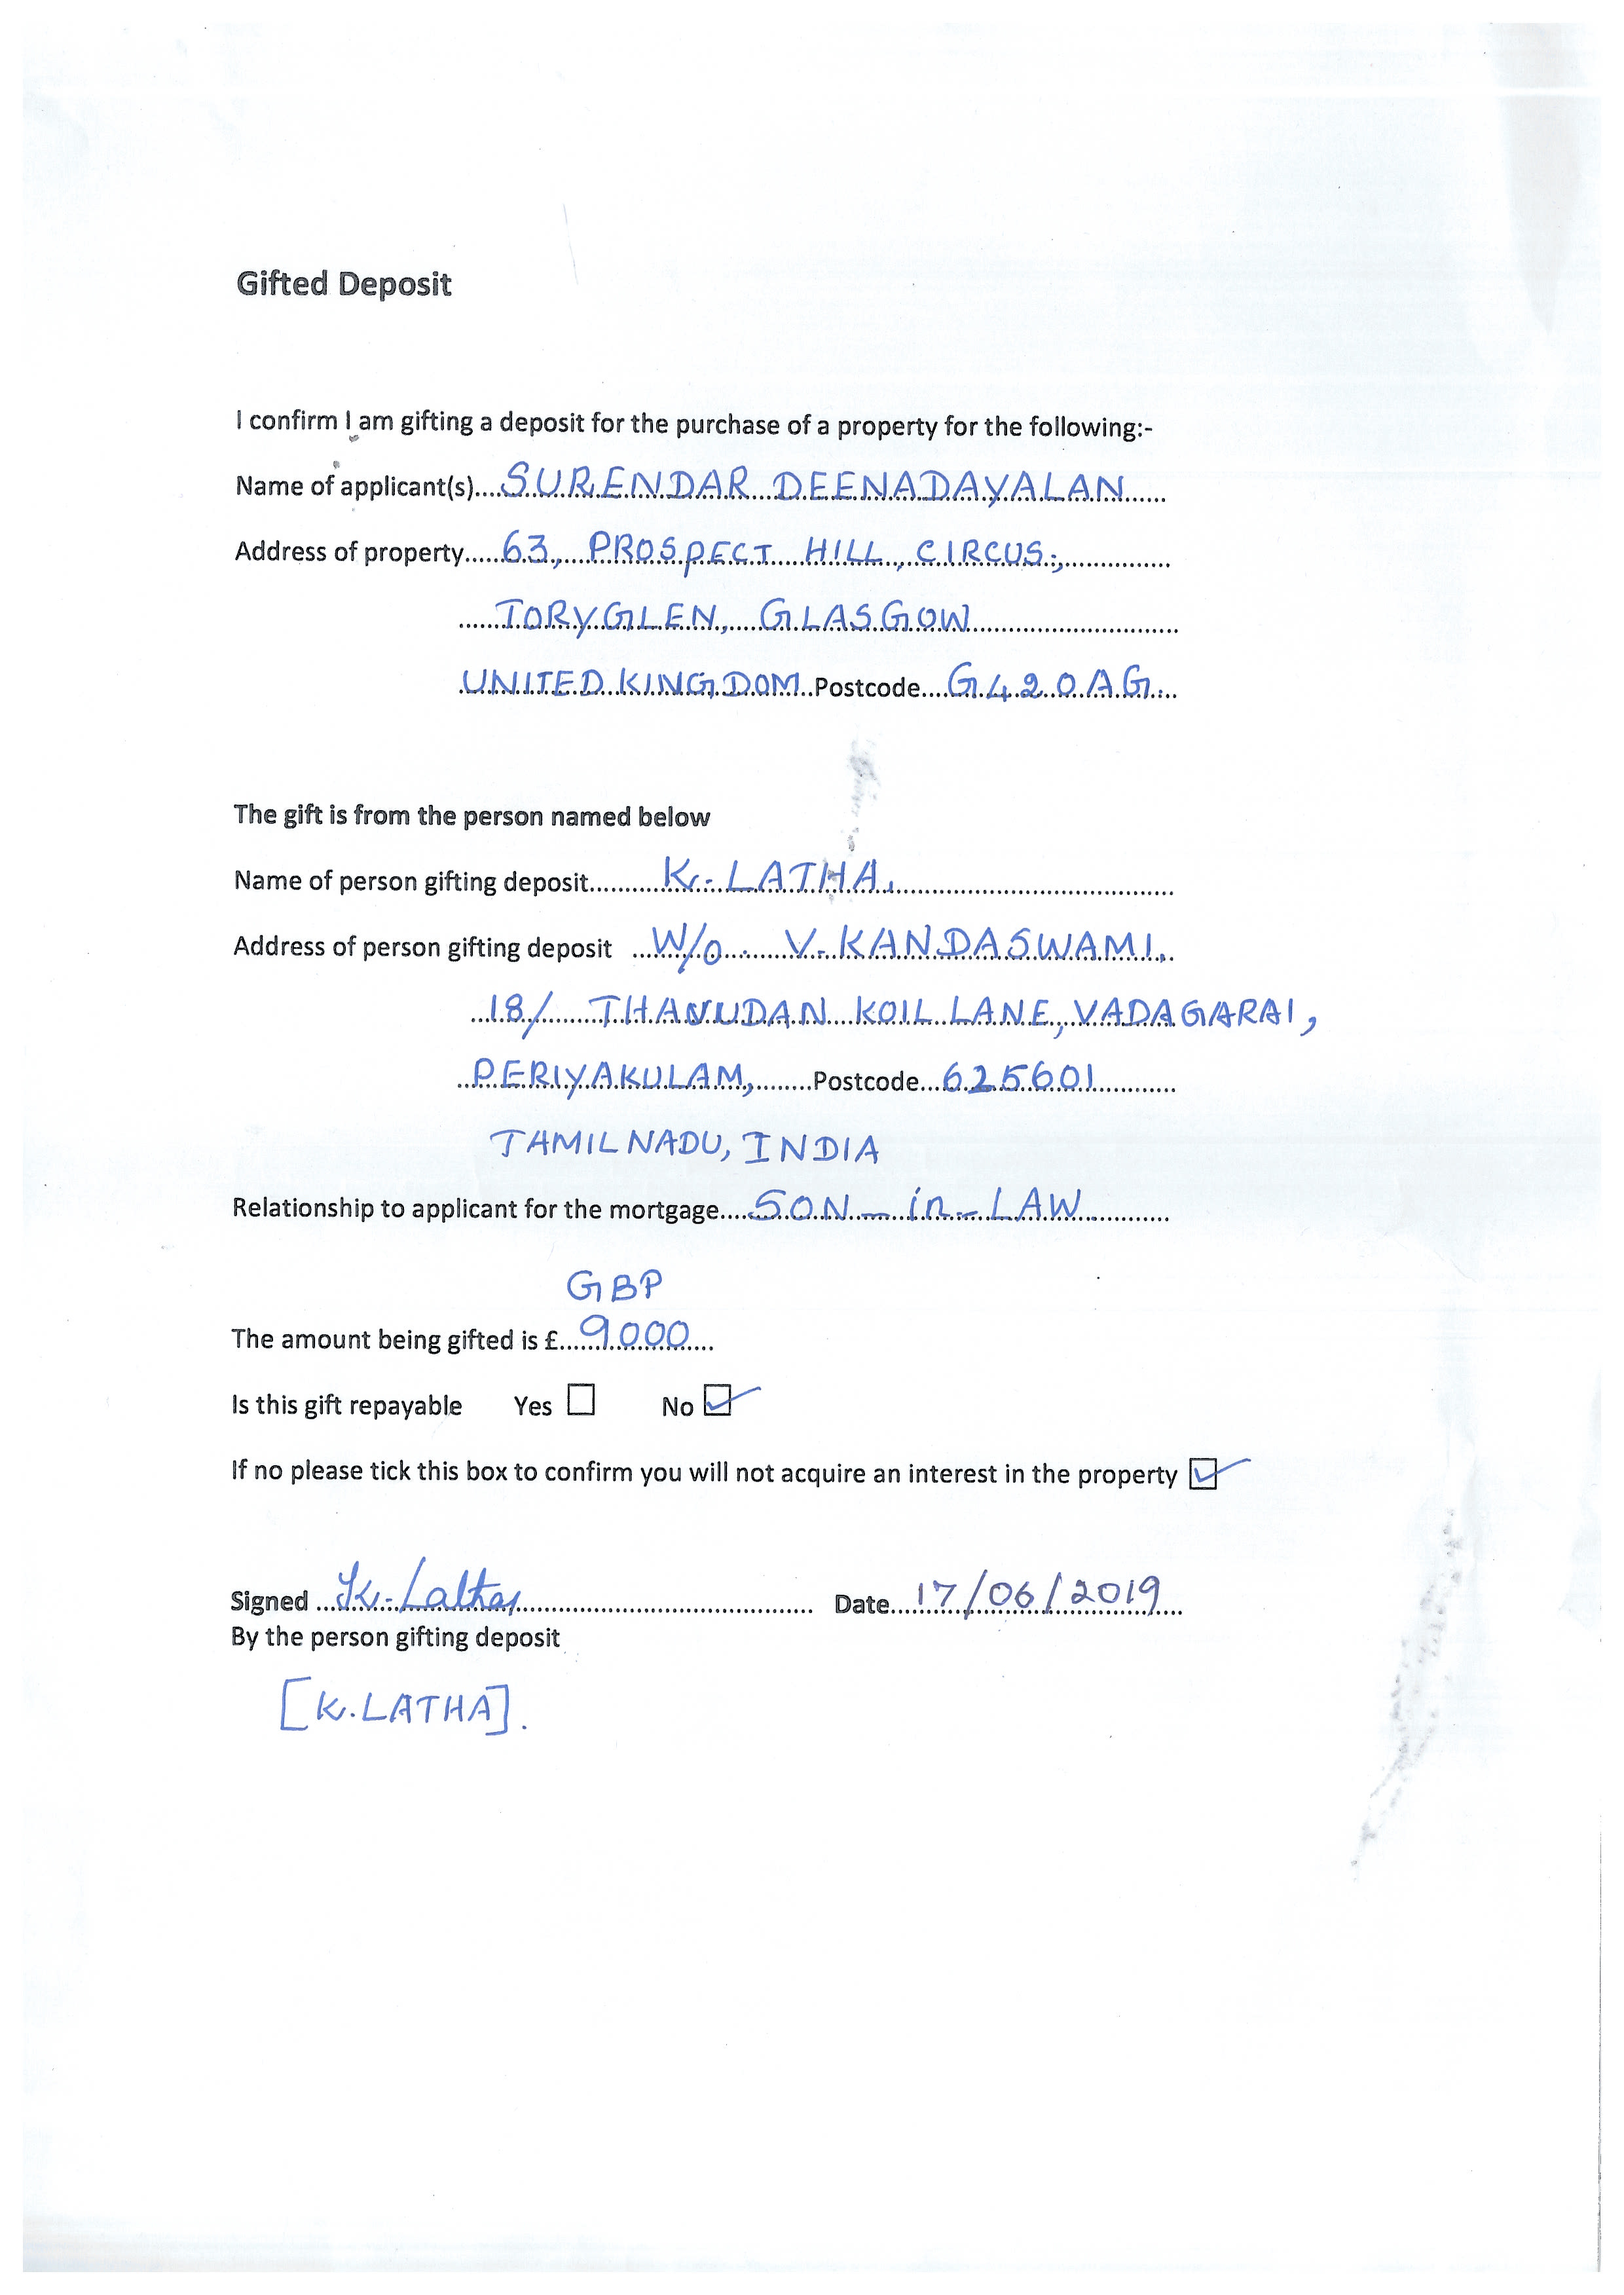 Gifted Deposit
I confirm I am gifting a deposit for the purchase of a property for the following:-
Name of applicant(s)....SURENDAR DEENADAYALAN......
Address of property.....63, PROSPECT HILL, CIRCUS.,...............
......TORYGLEN, GLASGOW..............................
UNITED KINGDOM..Postcode...G42 0AG....
The gift is from the person named below
Name of person gifting deposit..........K. LATHA..........................................
Address of person gifting deposit ...W/o..... V. KANDASWAMI,.
...18/ THANUDAN KOIL LANE, VADAGARAI,
..PERIYAKULAM,.......Postcode...625601............
TAMILNADU, INDIA
Relationship to applicant for the mortgage....SON-in-LAW............
GBP
The amount being gifted is £...9000....
Is this gift repayable Yes ☐ No ☑
If no please tick this box to confirm you will not acquire an interest in the property ☑
Signed ...K. Latha.......................................... Date....17/06/2019...
By the person gifting deposit
[K. LATHA].